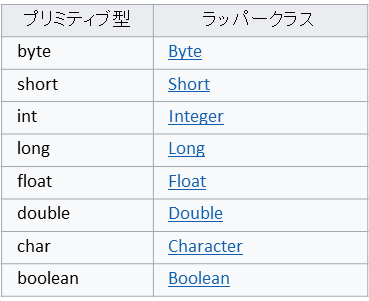 プリミティブ型 ラッパークラス
byte Byte
short Short
int Integer
long Long
float Float
double Double
char Character
boolean Boolean